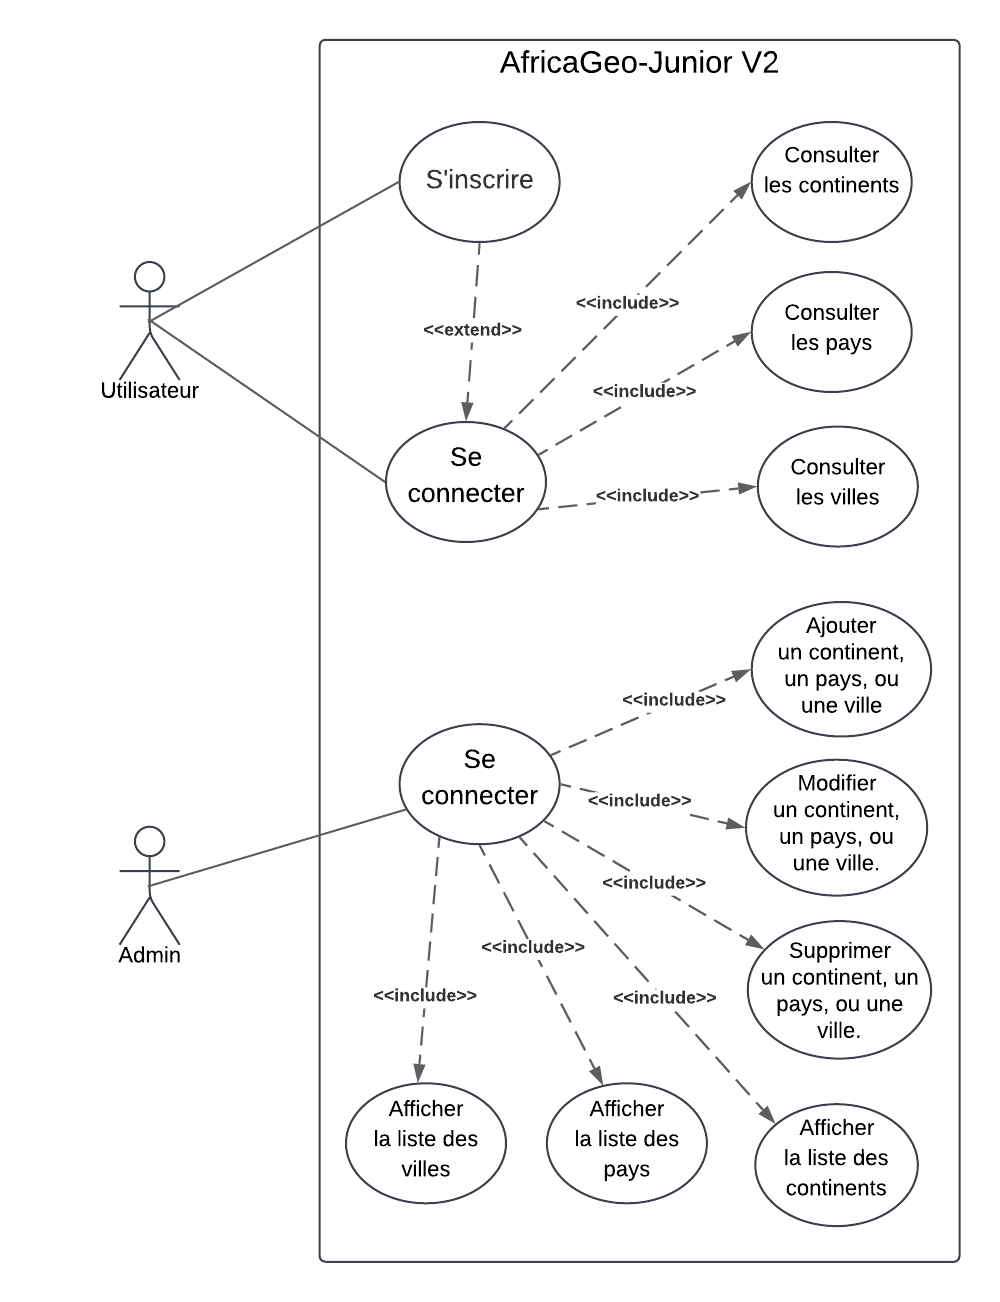 AfricaGeo-Junior V2
S'inscrire
Consulter
les continents
<<include>>
Consulter
les pays
<<extend>>
Utilisateur
<<include>>
Se
connecter
Consulter
les villes
<<include>>
Ajouter
un continent,
un pays, ou
une ville
<<include>>
Se
connecter
Modifier
un continent,
un pays, ou
une ville.
<<include>>
<<include>>
Admin
Supprimer
un continent, un
pays, ou une
ville.
<<include>>
<<include>>
<<include>>
Afficher
la liste des
villes
Afficher
la liste des
pays
Afficher
la liste des
continents